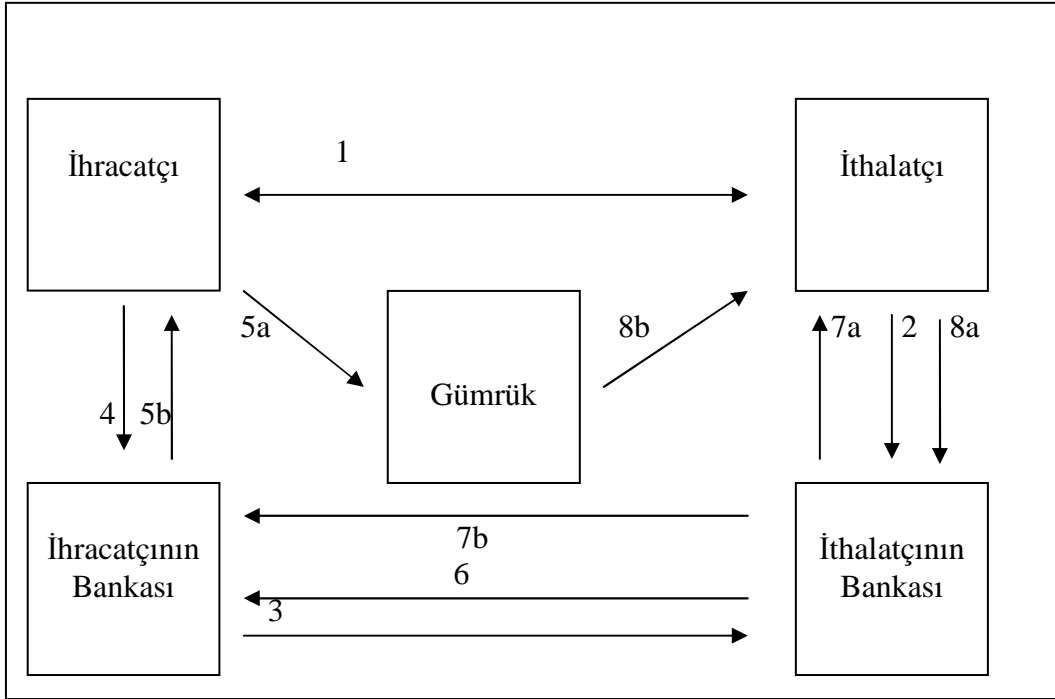 1
İhracatçı
İthalatçı
5a
8b
7a
2
8a
Gümrük
4
5b
7b
İhracatçının
Bankası
6
İthalatçının
Bankası
3